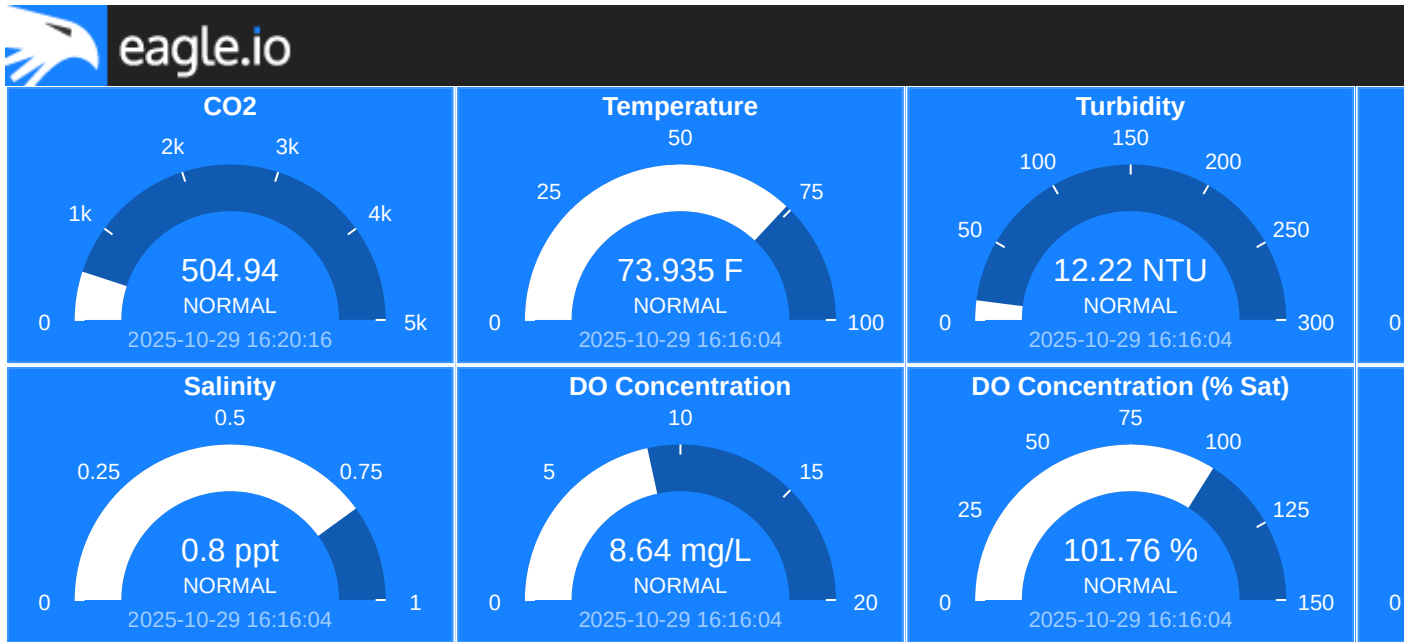 eagle.io
CO2
2k
3k
1k
4k
504.94
NORMAL
0
5k
2025-10-29 16:20:16
Temperature
50
25
75
73.935 F
NORMAL
0
100
2025-10-29 16:16:04
Turbidity
150
100
200
50
250
12.22 NTU
NORMAL
0
300
2025-10-29 16:16:04
0
Salinity
0.5
0.25
0.75
0.8 ppt
NORMAL
0
1
2025-10-29 16:16:04
DO Concentration
10
5
15
8.64 mg/L
NORMAL
0
20
2025-10-29 16:16:04
DO Concentration (% Sat)
75
50
100
25
125
101.76 %
NORMAL
0
150
2025-10-29 16:16:04
0